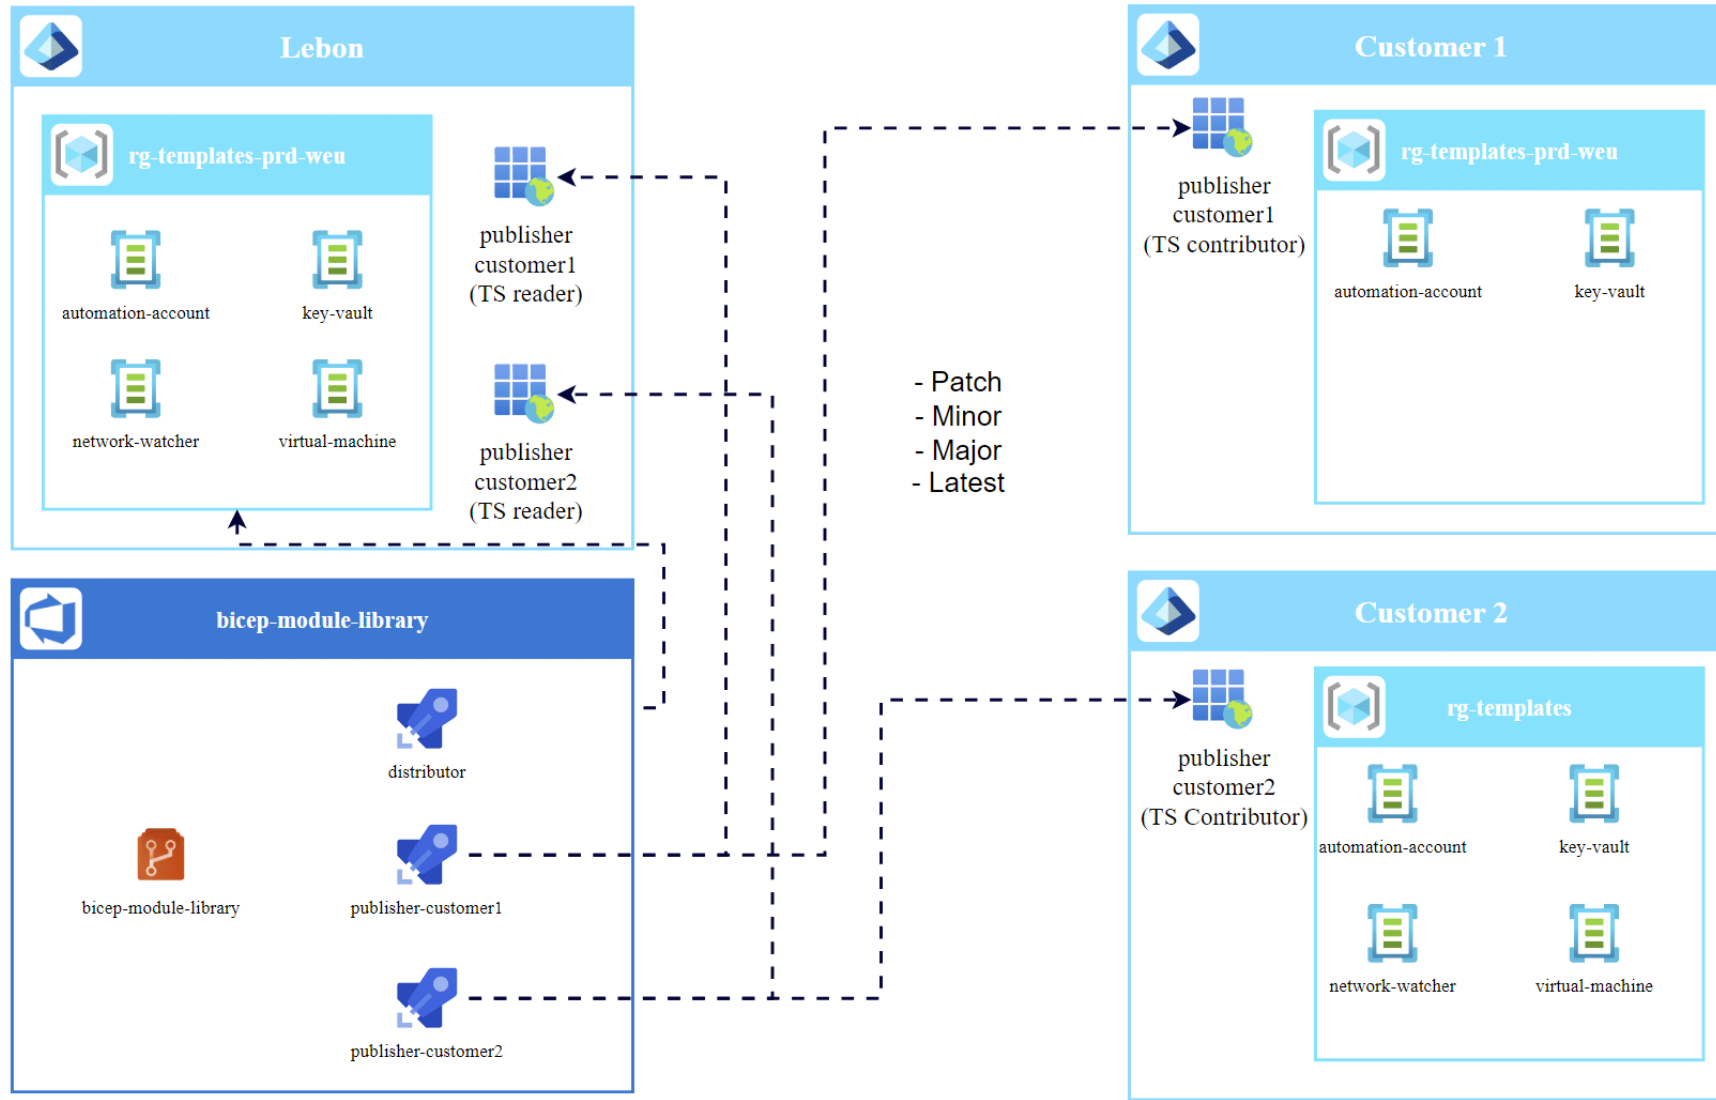 Lebon
rg-templates-prd-weu
automation-account
key-vault
network-watcher
virtual-machine
publisher
customer1
(TS reader)
publisher
customer2
(TS reader)
bicep-module-library
distributor
bicep-module-library
publisher-customer1
publisher-customer2
- Patch
- Minor
- Major
- Latest
Customer 1
publisher
customer1
(TS contributor)
rg-templates-prd-weu
automation-account
key-vault
Customer 2
publisher
customer2
(TS Contributor)
rg-templates
automation-account
key-vault
network-watcher
virtual-machine